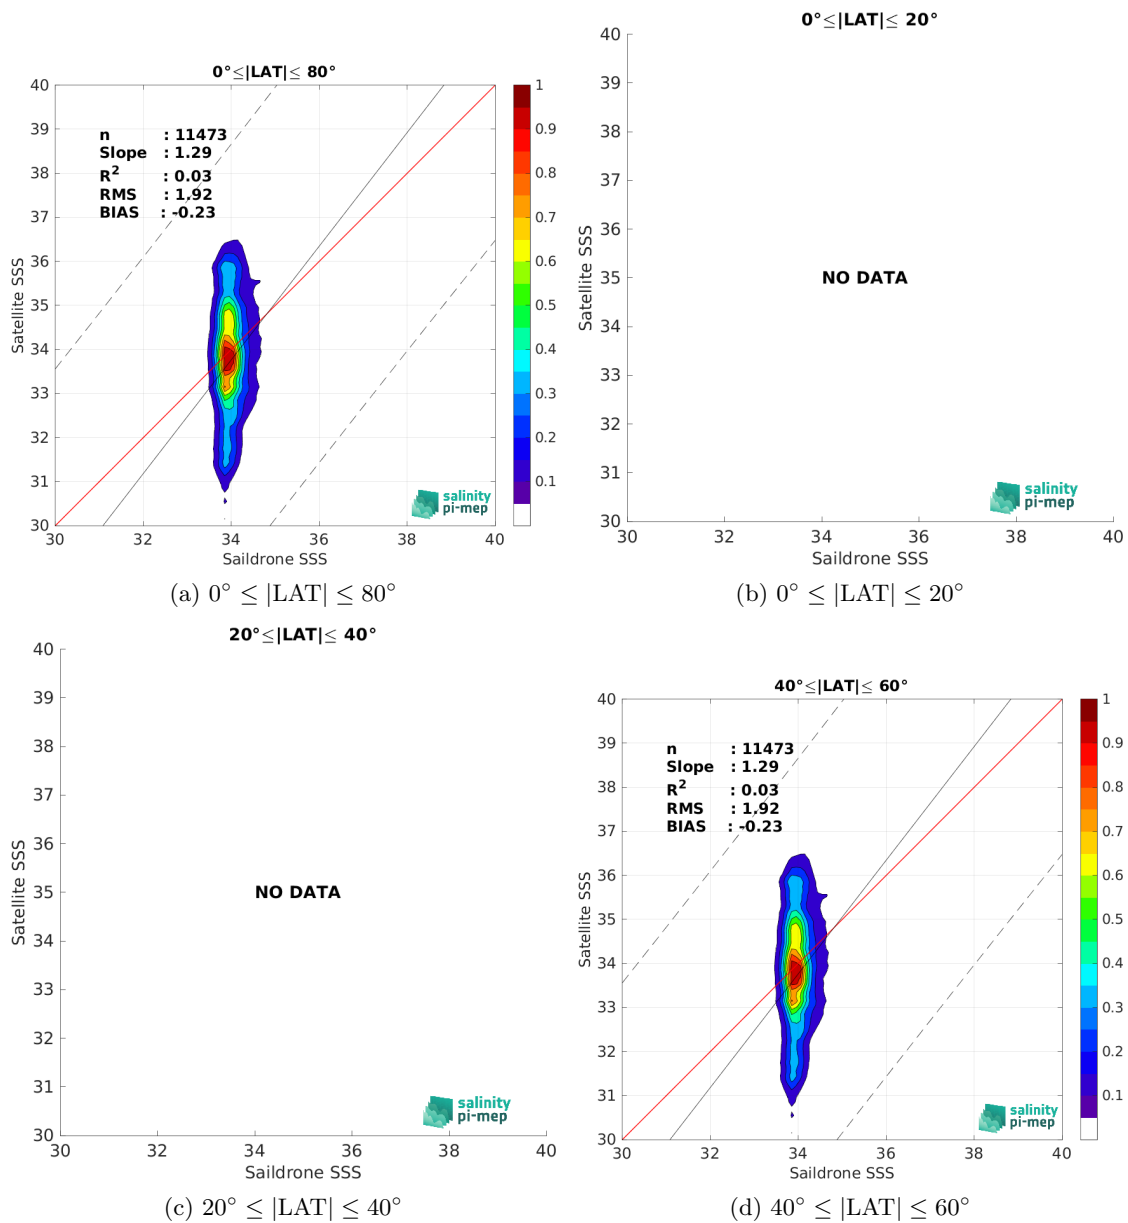 0°≤|LAT|≤ 80°
40
39
38
37
36
35
34
33
32
31
30
Satellite SSS
n : 11473
Slope : 1.29
R² : 0.03
RMS : 1.92
BIAS : -0.23
1
0.9
0.8
0.7
0.6
0.5
0.4
0.3
0.2
0.1
salinity
pi-mep
30 32 34 36 38 40
Saildrone SSS
(a) 0° ≤ |LAT| ≤ 80°
0°≤|LAT|≤ 20°
40
39
38
37
36
35
34
33
32
31
30
Satellite SSS
NO DATA
salinity
pi-mep
30 32 34 36 38 40
Saildrone SSS
(b) 0° ≤ |LAT| ≤ 20°
20°≤|LAT|≤ 40°
40
39
38
37
36
35
34
33
32
31
30
Satellite SSS
NO DATA
salinity
pi-mep
30 32 34 36 38 40
Saildrone SSS
(c) 20° ≤ |LAT| ≤ 40°
40°≤|LAT|≤ 60°
40
39
38
37
36
35
34
33
32
31
30
Satellite SSS
n : 11473
Slope : 1.29
R² : 0.03
RMS : 1.92
BIAS : -0.23
1
0.9
0.8
0.7
0.6
0.5
0.4
0.3
0.2
0.1
salinity
pi-mep
30 32 34 36 38 40
Saildrone SSS
(d) 40° ≤ |LAT| ≤ 60°